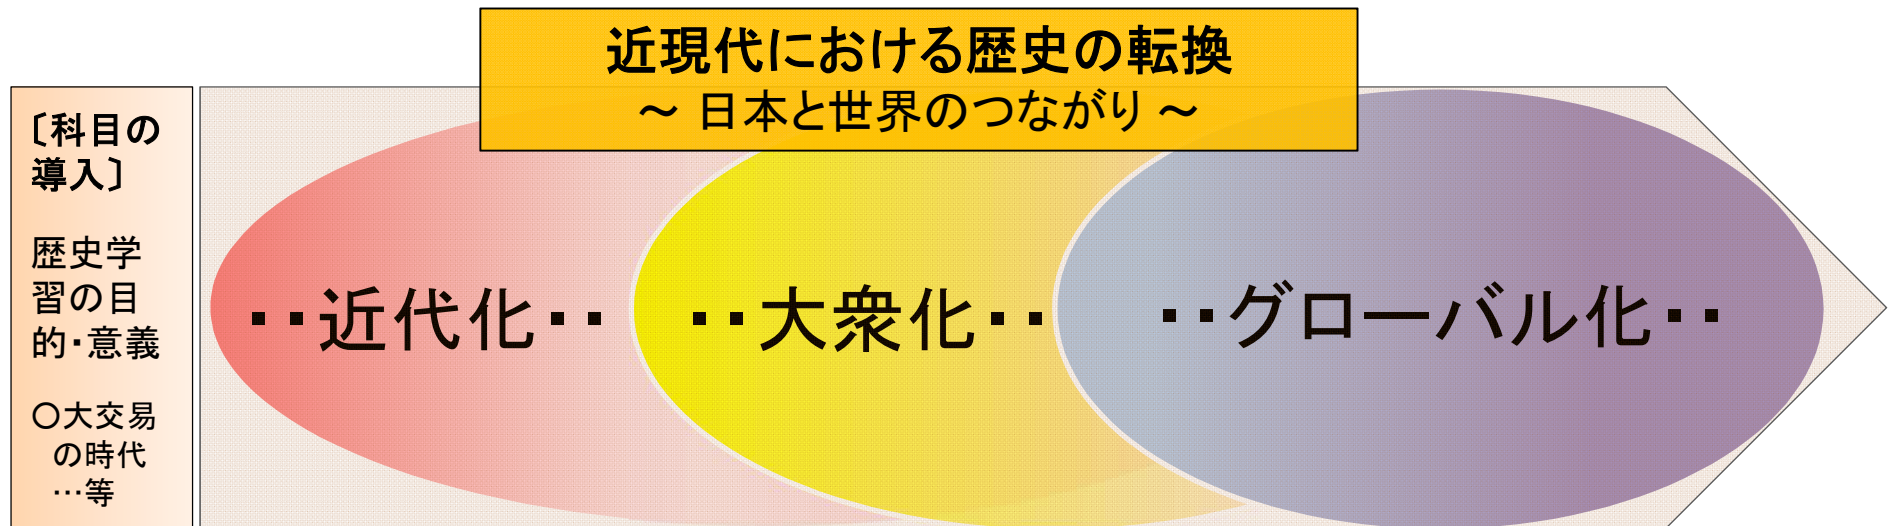 近現代における歴史の転換
～ 日本と世界のつながり ～
〔科目の
導入〕
歴史学
習の目
的・意義
○大交易
の時代
…等
‥近代化‥
‥大衆化‥
‥グローバル化‥